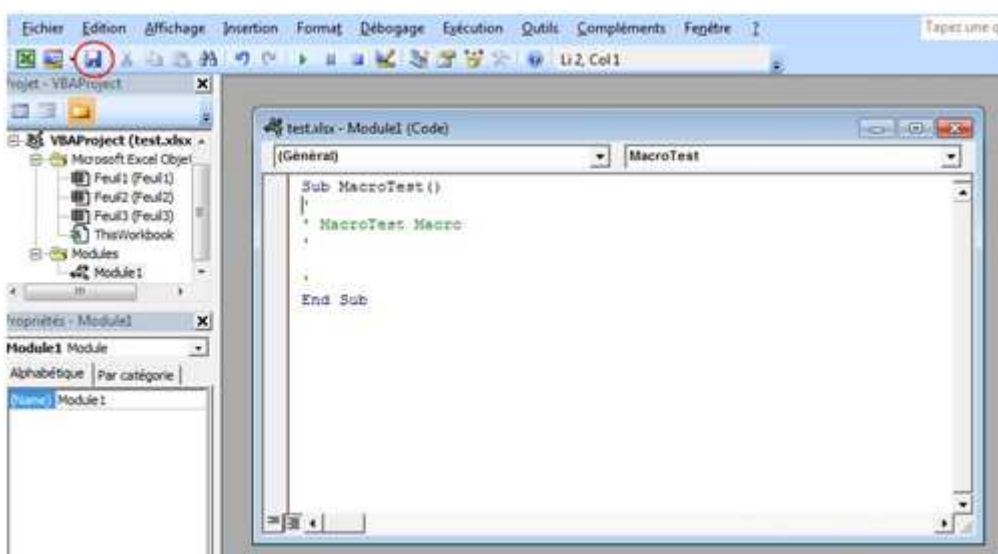 Fichier Edition Affichage Insertion Format Débogage Exécution Outils Compléments Fenêtre ?
Tapez une q
Li 2, Col 1
Projet - VBAProject
VBAProject (test.xlsx
Microsoft Excel Objet
Feuil1 (Feuil1)
Feuil2 (Feuil2)
Feuil3 (Feuil3)
ThisWorkbook
Modules
Module1
Propriétés - Module1
Module1 Module
Alphabétique Par catégorie
(Name) Module1
test.xlsx - Module1 (Code)
(Général) MacroTest
Sub MacroTest()
'
' MacroTest Macro
'
'
End Sub